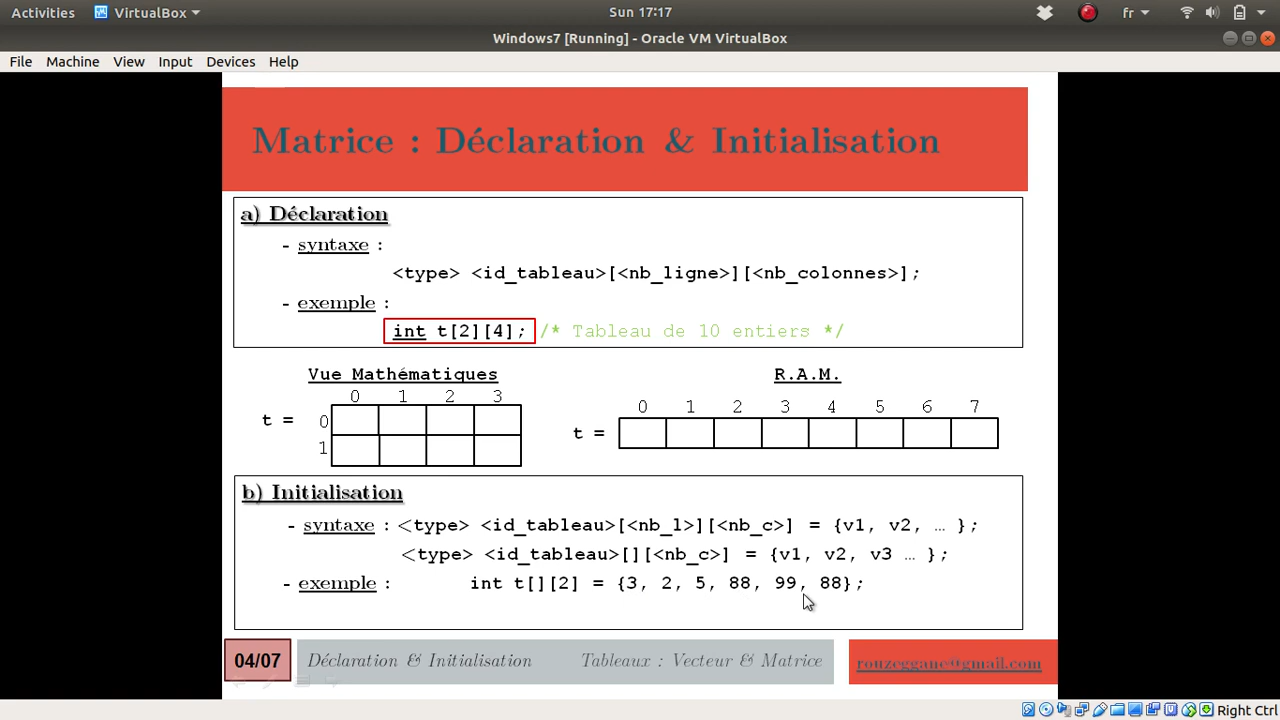 Activities VirtualBox Sun 17:17 fr
Windows7 [Running] - Oracle VM VirtualBox
File Machine View Input Devices Help
Matrice : Déclaration & Initialisation
a) Déclaration
- syntaxe :
<type> <id_tableau>[<nb_ligne>][<nb_colonnes>];
- exemple :
int t[2][4]; /* Tableau de 10 entiers */
Vue Mathématiques
0 1 2 3
t =
0
1
R.A.M.
0 1 2 3 4 5 6 7
t =
b) Initialisation
- syntaxe : <type> <id_tableau>[<nb_l>][<nb_c>] = {v1, v2, … };
<type> <id_tableau>[][<nb_c>] = {v1, v2, v3 … };
- exemple : int t[][2] = {3, 2, 5, 88, 99, 88};
04/07 Déclaration & Initialisation Tableaux : Vecteur & Matrice rouzeggane@gmail.com
Right Ctrl